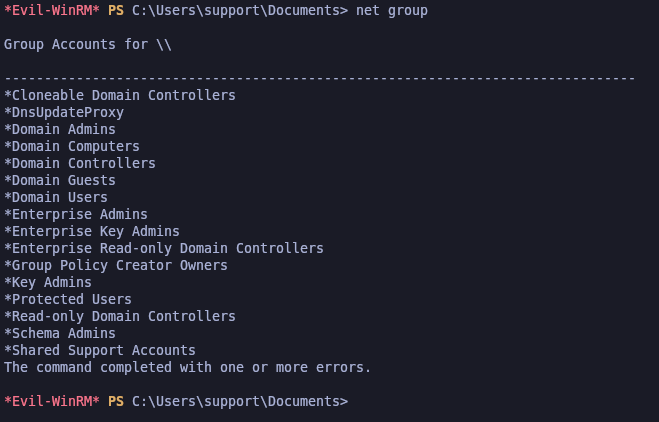 *Evil-WinRM* PS C:\Users\support\Documents> net group
Group Accounts for \\
-------------------------------------------------------------------------------
*Cloneable Domain Controllers
*DnsUpdateProxy
*Domain Admins
*Domain Computers
*Domain Controllers
*Domain Guests
*Domain Users
*Enterprise Admins
*Enterprise Key Admins
*Enterprise Read-only Domain Controllers
*Group Policy Creator Owners
*Key Admins
*Protected Users
*Read-only Domain Controllers
*Schema Admins
*Shared Support Accounts
The command completed with one or more errors.
*Evil-WinRM* PS C:\Users\support\Documents>